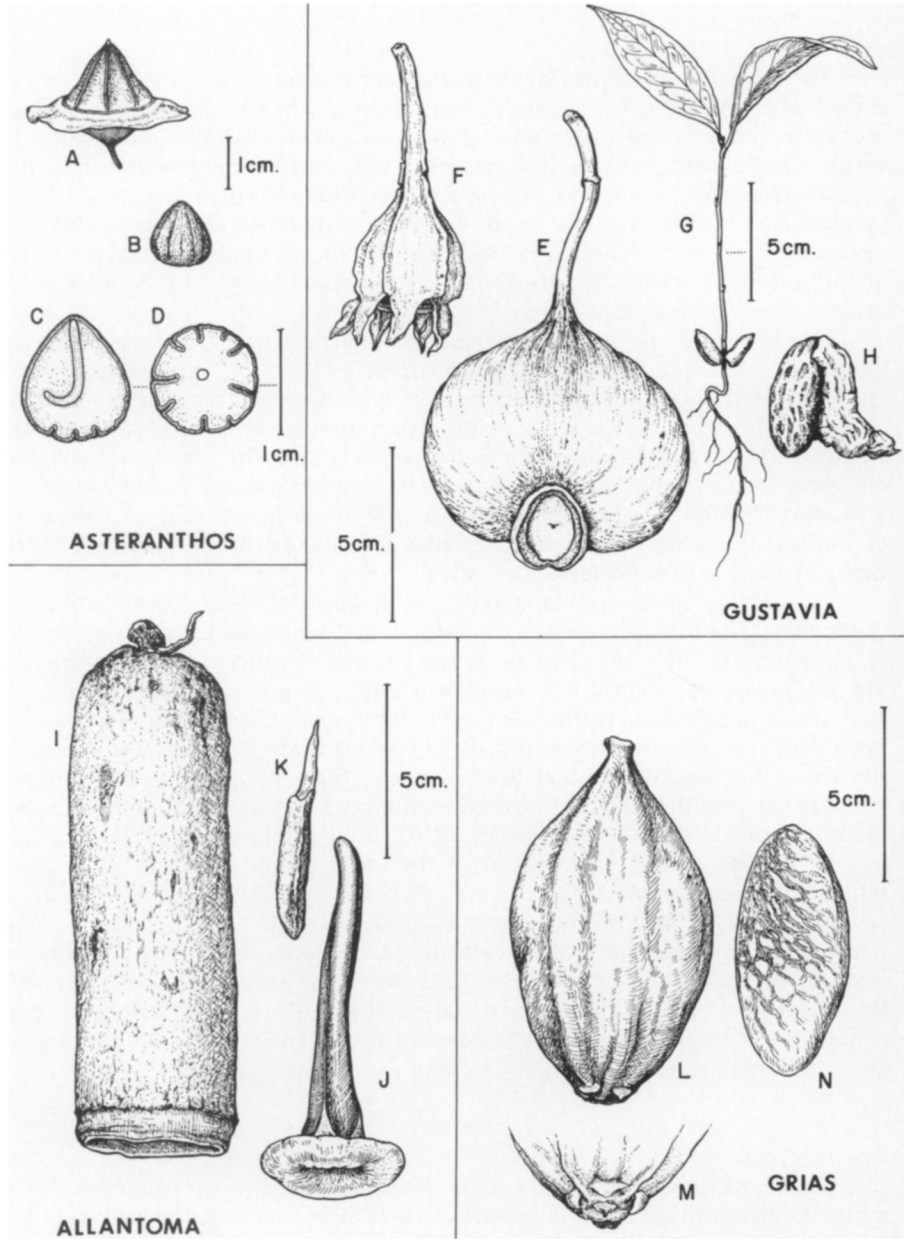 A
1cm.
B
C
D
1cm.
ASTERANTHOS
F
E
G
5cm.
H
5cm.
GUSTAVIA
I
K
5cm.
J
ALLANTOMA
5cm.
L
N
M
GRIAS